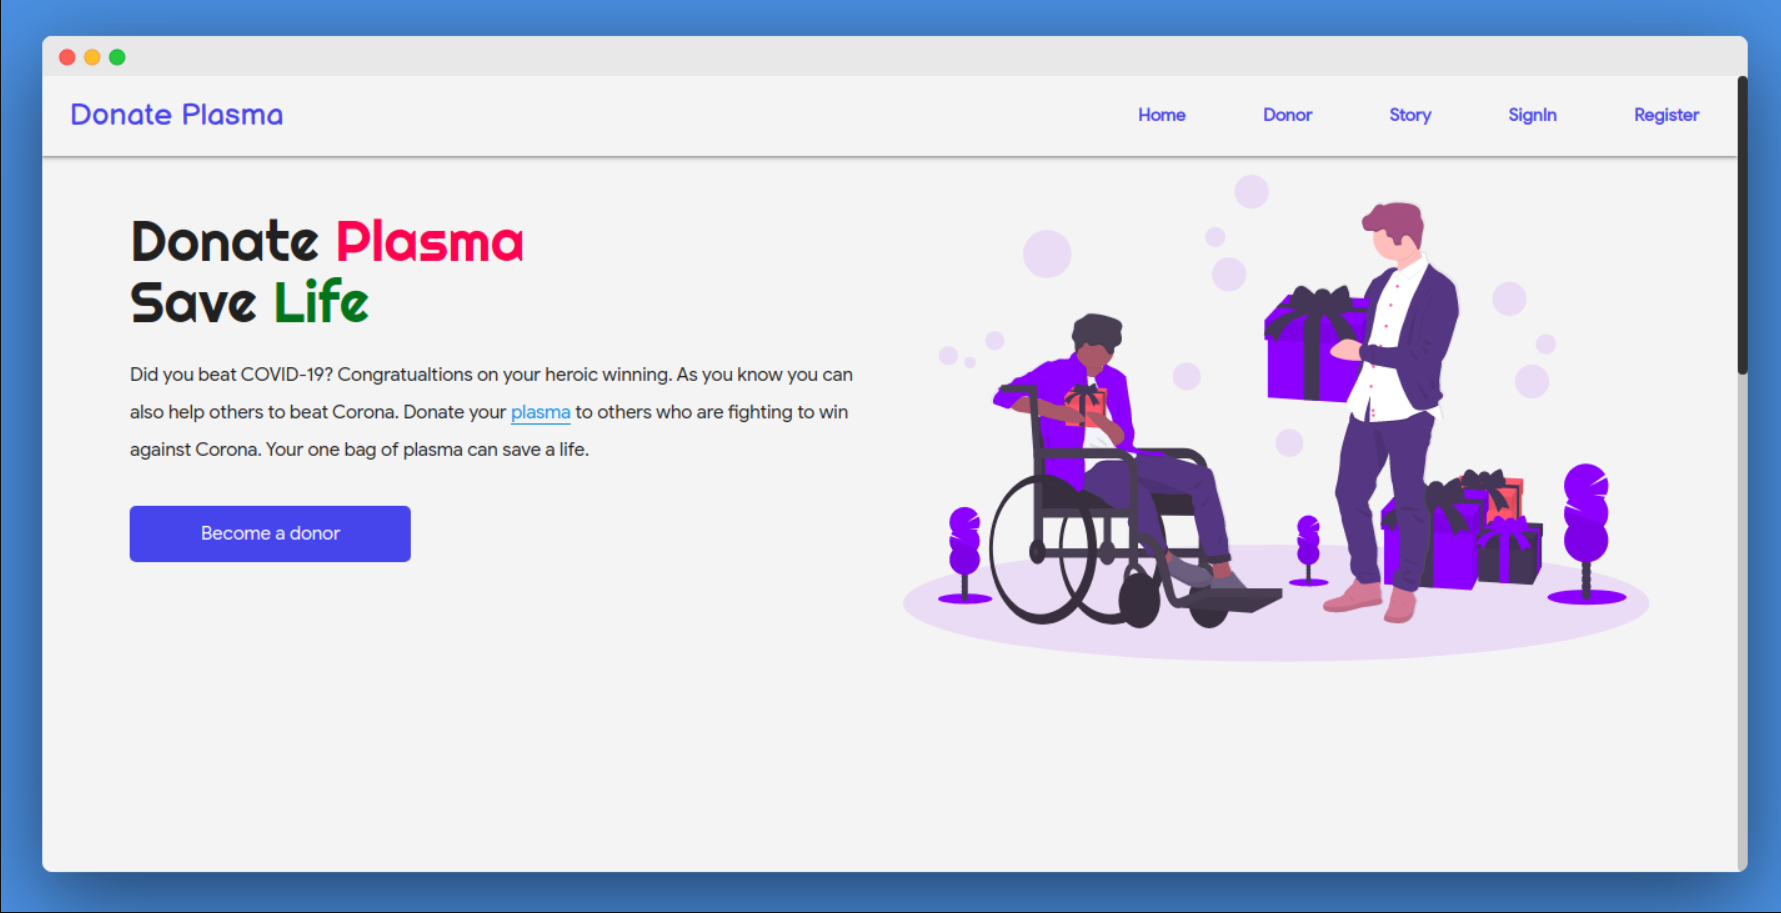 Donate Plasma
Home Donor Story SignIn Register
Donate Plasma
Save Life
Did you beat COVID-19? Congratualtions on your heroic winning. As you know you can
also help others to beat Corona. Donate your plasma to others who are fighting to win
against Corona. Your one bag of plasma can save a life.
Become a donor